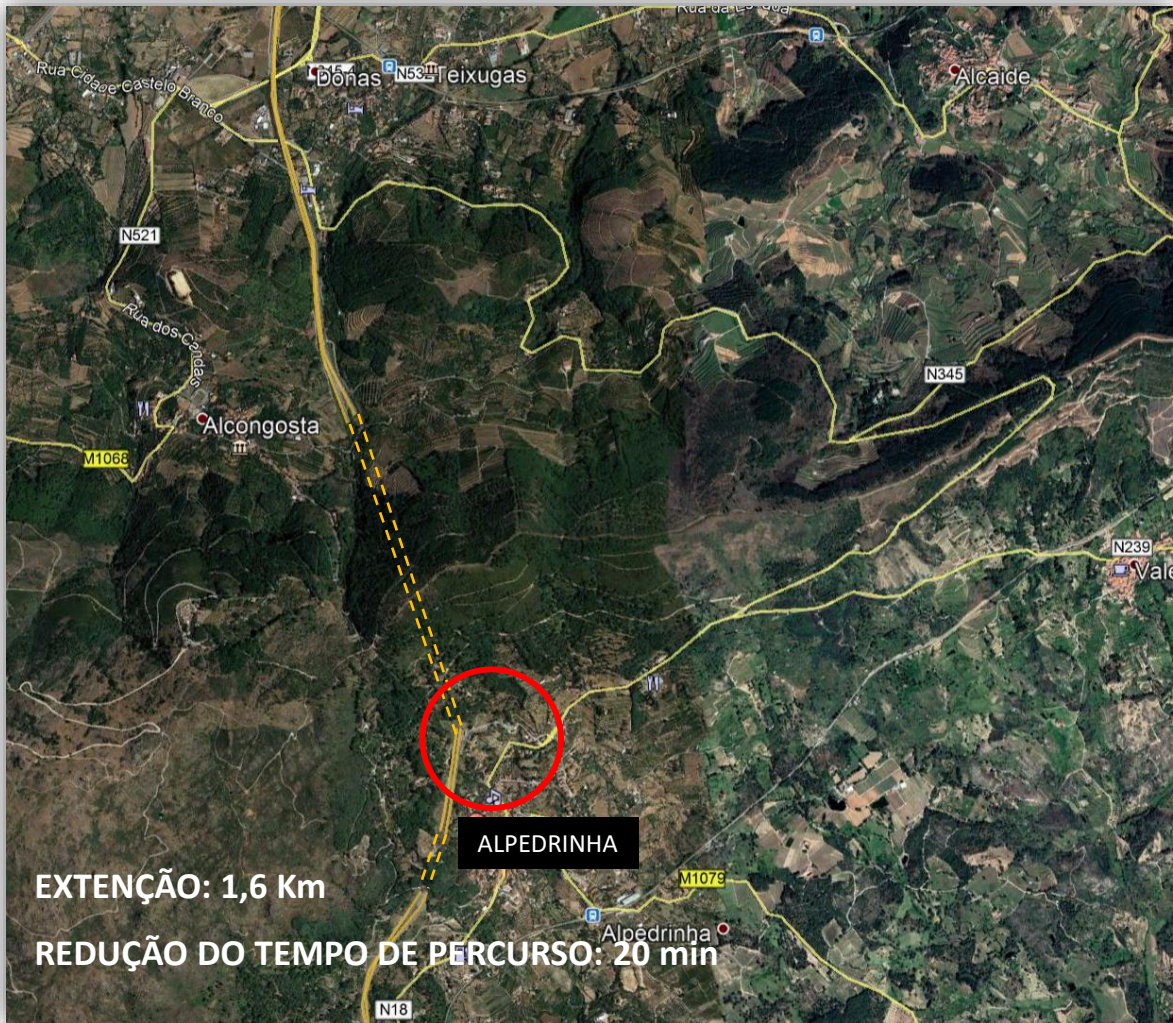 Rua da E
Rua Cidade Castelo Branco
Donas
N532
Teixugas
Alcaide
N521
Rua dos Candais
N345
Alcongosta
M1068
N239
Vale
ALPEDRINHA
M1079
EXTENÇÃO: 1,6 Km
Alpedrinha
REDUÇÃO DO TEMPO DE PERCURSO: 20 min
N18